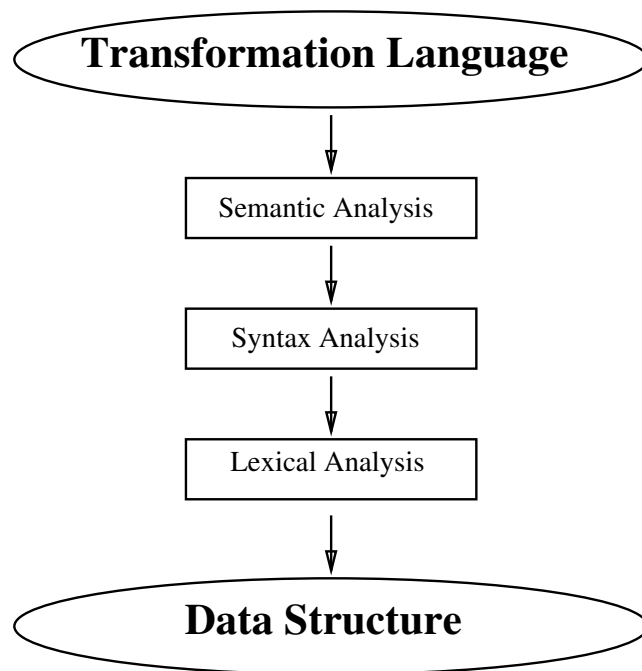 Transformation Language
Semantic Analysis
Syntax Analysis
Lexical Analysis
Data Structure